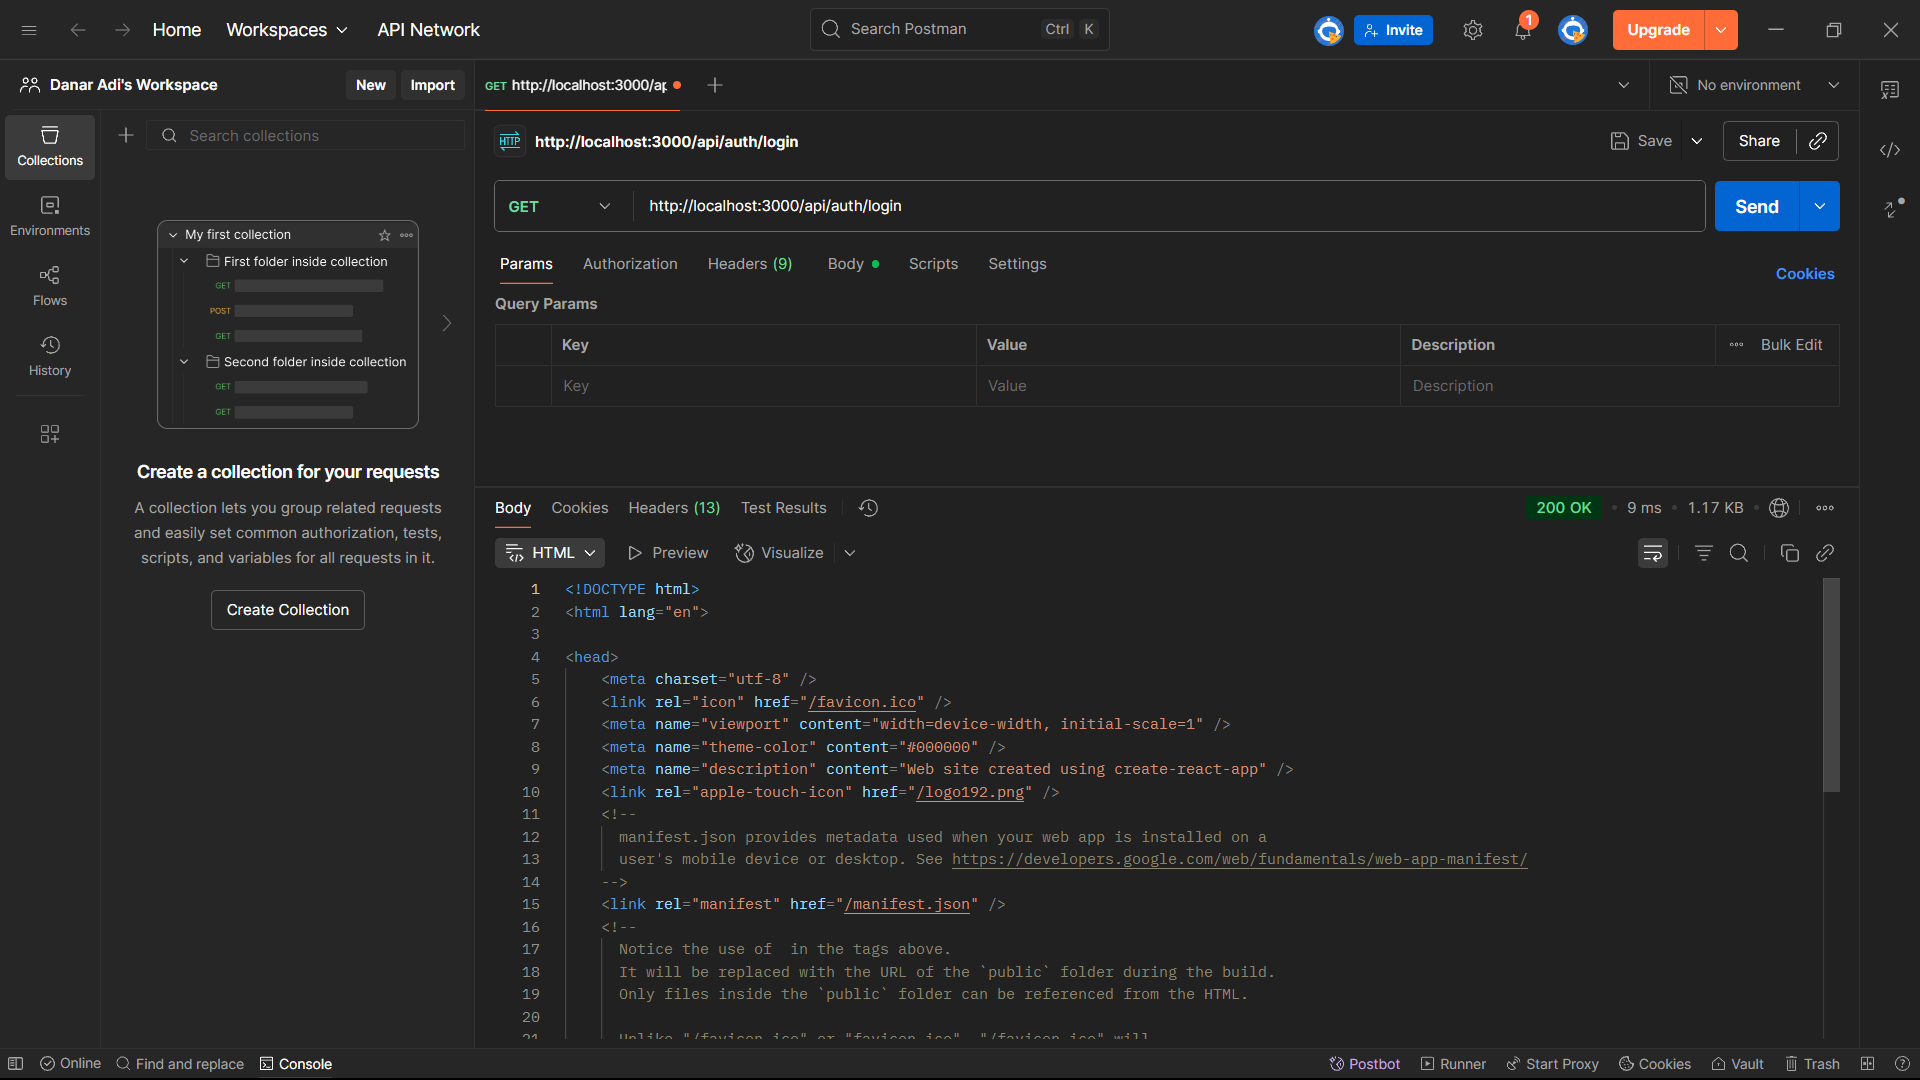 Home
Workspaces
API Network
Search Postman
Ctrl
K
Invite
1
Upgrade
Danar Adi's Workspace
New
Import
GET http://localhost:3000/ap
No environment
Collections
Environments
Flows
History
Search collections
My first collection
First folder inside collection
GET
POST
GET
Second folder inside collection
GET
GET
Create a collection for your requests
A collection lets you group related requests
and easily set common authorization, tests,
scripts, and variables for all requests in it.
Create Collection
HTTP
http://localhost:3000/api/auth/login
Save
Share
GET
http://localhost:3000/api/auth/login
Send
Params
Authorization
Headers (9)
Body
Scripts
Settings
Cookies
Query Params
Key
Value
Description
Bulk Edit
Key
Value
Description
Body
Cookies
Headers (13)
Test Results
200 OK
9 ms
1.17 KB
HTML
Preview
Visualize
1 <!DOCTYPE html>
2 <html lang="en">
3
4 <head>
5 <meta charset="utf-8" />
6 <link rel="icon" href="/favicon.ico" />
7 <meta name="viewport" content="width=device-width, initial-scale=1" />
8 <meta name="theme-color" content="#000000" />
9 <meta name="description" content="Web site created using create-react-app" />
10 <link rel="apple-touch-icon" href="/logo192.png" />
11 <!--
12 manifest.json provides metadata used when your web app is installed on a
13 user's mobile device or desktop. See https://developers.google.com/web/fundamentals/web-app-manifest/
14 -->
15 <link rel="manifest" href="/manifest.json" />
16 <!--
17 Notice the use of  in the tags above.
18 It will be replaced with the URL of the `public` folder during the build.
19 Only files inside the `public` folder can be referenced from the HTML.
20
21 Unlike "/favicon.ico" or "favicon.ico", "/favicon.ico" will
Online
Find and replace
Console
Postbot
Runner
Start Proxy
Cookies
Vault
Trash